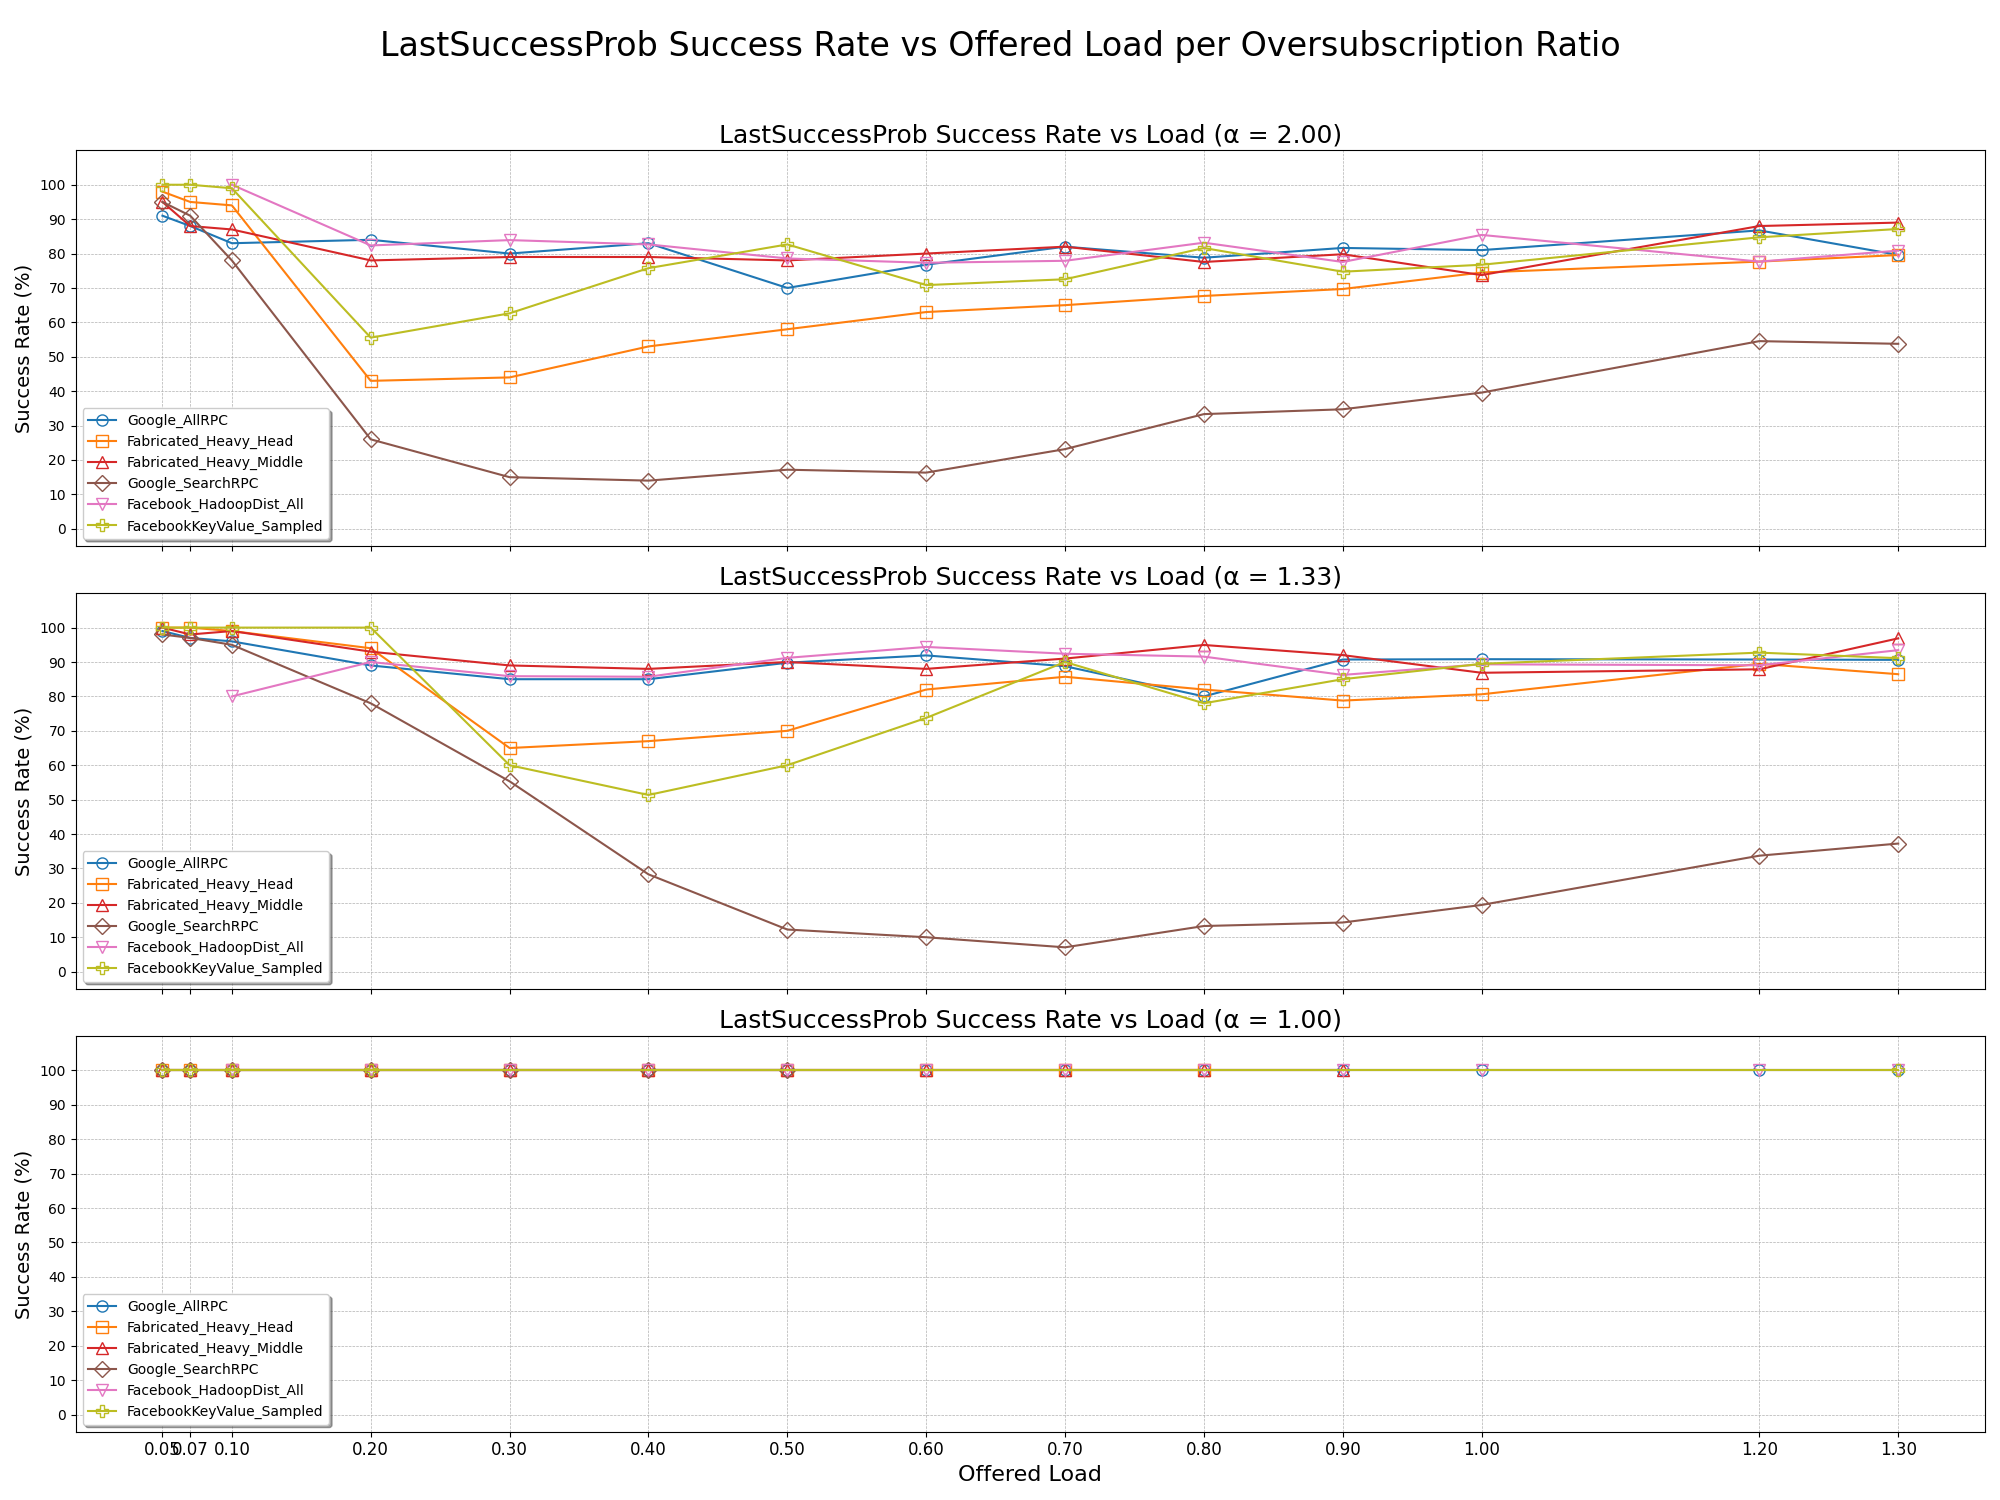 LastSuccessProb Success Rate vs Offered Load per Oversubscription Ratio
LastSuccessProb Success Rate vs Load (α = 2.00)
Success Rate (%)
100
90
80
70
60
50
40
30
20
10
0
Google_AllRPC
Fabricated_Heavy_Head
Fabricated_Heavy_Middle
Google_SearchRPC
Facebook_HadoopDist_All
FacebookKeyValue_Sampled
LastSuccessProb Success Rate vs Load (α = 1.33)
Success Rate (%)
100
90
80
70
60
50
40
30
20
10
0
Google_AllRPC
Fabricated_Heavy_Head
Fabricated_Heavy_Middle
Google_SearchRPC
Facebook_HadoopDist_All
FacebookKeyValue_Sampled
LastSuccessProb Success Rate vs Load (α = 1.00)
Success Rate (%)
100
90
80
70
60
50
40
30
20
10
0
Google_AllRPC
Fabricated_Heavy_Head
Fabricated_Heavy_Middle
Google_SearchRPC
Facebook_HadoopDist_All
FacebookKeyValue_Sampled
0.05 0.07 0.10 0.20 0.30 0.40 0.50 0.60 0.70 0.80 0.90 1.00 1.20 1.30
Offered Load